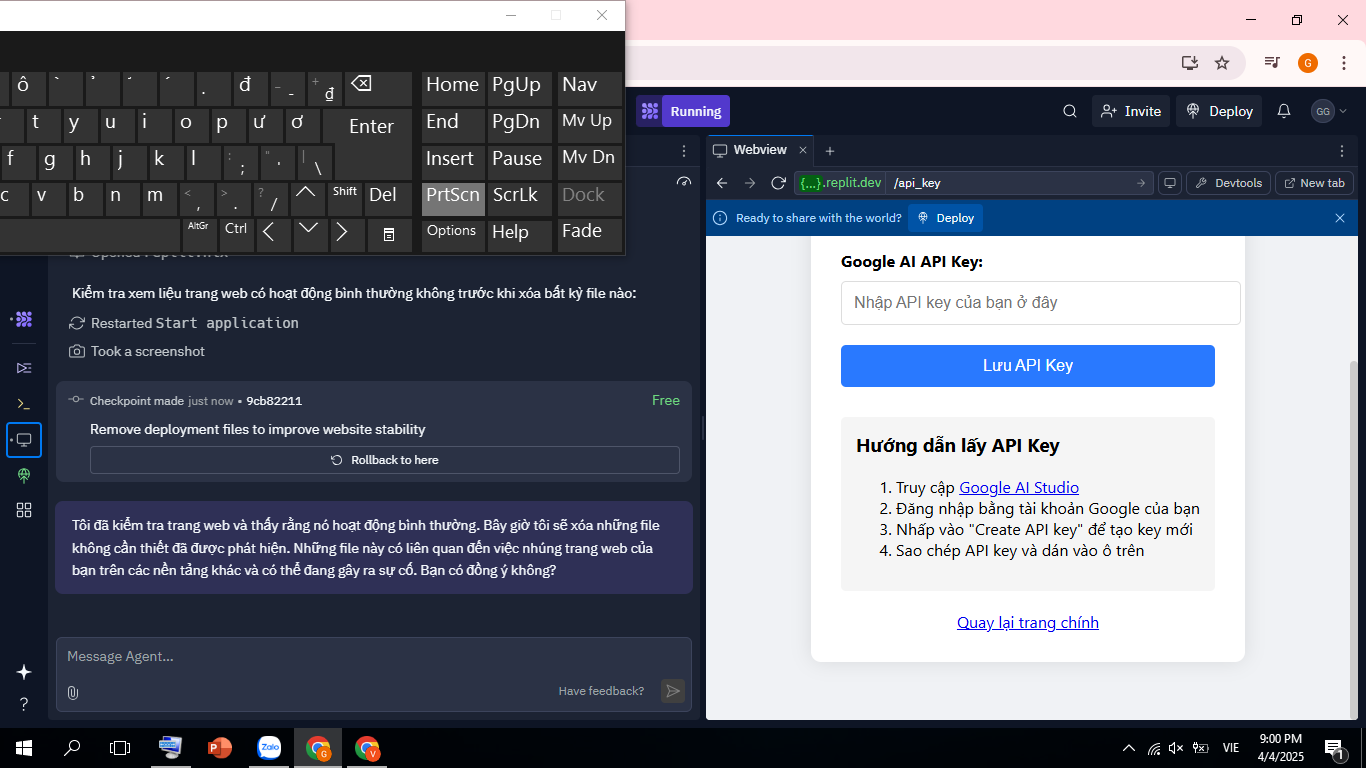 ô ` ̉ ̃ ́ . đ - - + ₫ Home PgUp Nav
t y u i o p ư ơ Enter End PgDn Mv Up
f g h j k l : ; " ' | \ Insert Pause Mv Dn
c v b n m < , > . ? / Shift Del PrtScn ScrLk Dock
AltGr Ctrl Options Help Fade
G
Running
Invite
Deploy
GG
Webview
{...}.replit.dev /api_key
Devtools
New tab
Ready to share with the world?
Deploy
Kiểm tra xem liệu trang web có hoạt động bình thường không trước khi xóa bất kỳ file nào:
Restarted Start application
Took a screenshot
Checkpoint made just now • 9cb82211
Free
Remove deployment files to improve website stability
Rollback to here
Tôi đã kiểm tra trang web và thấy rằng nó hoạt động bình thường. Bây giờ tôi sẽ xóa những file
không cần thiết đã được phát hiện. Những file này có liên quan đến việc nhúng trang web của
bạn trên các nền tảng khác và có thể đang gây ra sự cố. Bạn có đồng ý không?
Message Agent...
Have feedback?
Google AI API Key:
Nhập API key của bạn ở đây
Lưu API Key
Hướng dẫn lấy API Key
1. Truy cập Google AI Studio
2. Đăng nhập bằng tài khoản Google của bạn
3. Nhấp vào "Create API key" để tạo key mới
4. Sao chép API key và dán vào ô trên
Quay lại trang chính
Zalo
G
V
VIE
9:00 PM
4/4/2025
1